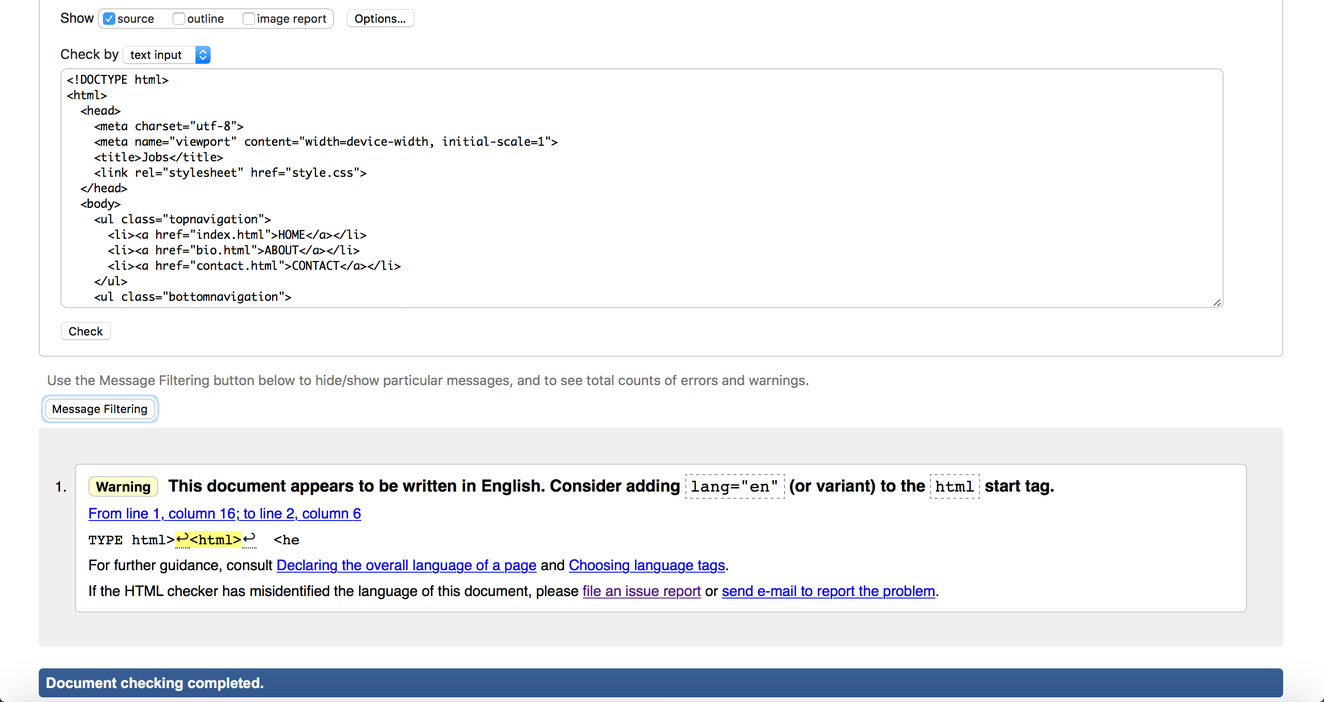 Show source outline image report Options...
Check by text input
<!DOCTYPE html>
<html>
  <head>
    <meta charset="utf-8">
    <meta name="viewport" content="width=device-width, initial-scale=1">
    <title>Jobs</title>
    <link rel="stylesheet" href="style.css">
  </head>
  <body>
    <ul class="topnavigation">
      <li><a href="index.html">HOME</a></li>
      <li><a href="bio.html">ABOUT</a></li>
      <li><a href="contact.html">CONTACT</a></li>
    </ul>
    <ul class="bottomnavigation">
Check
Use the Message Filtering button below to hide/show particular messages, and to see total counts of errors and warnings.
Message Filtering
1. Warning This document appears to be written in English. Consider adding lang="en" (or variant) to the html start tag.
From line 1, column 16; to line 2, column 6
TYPE html>↩<html>↩  <he
For further guidance, consult Declaring the overall language of a page and Choosing language tags.
If the HTML checker has misidentified the language of this document, please file an issue report or send e-mail to report the problem.
Document checking completed.